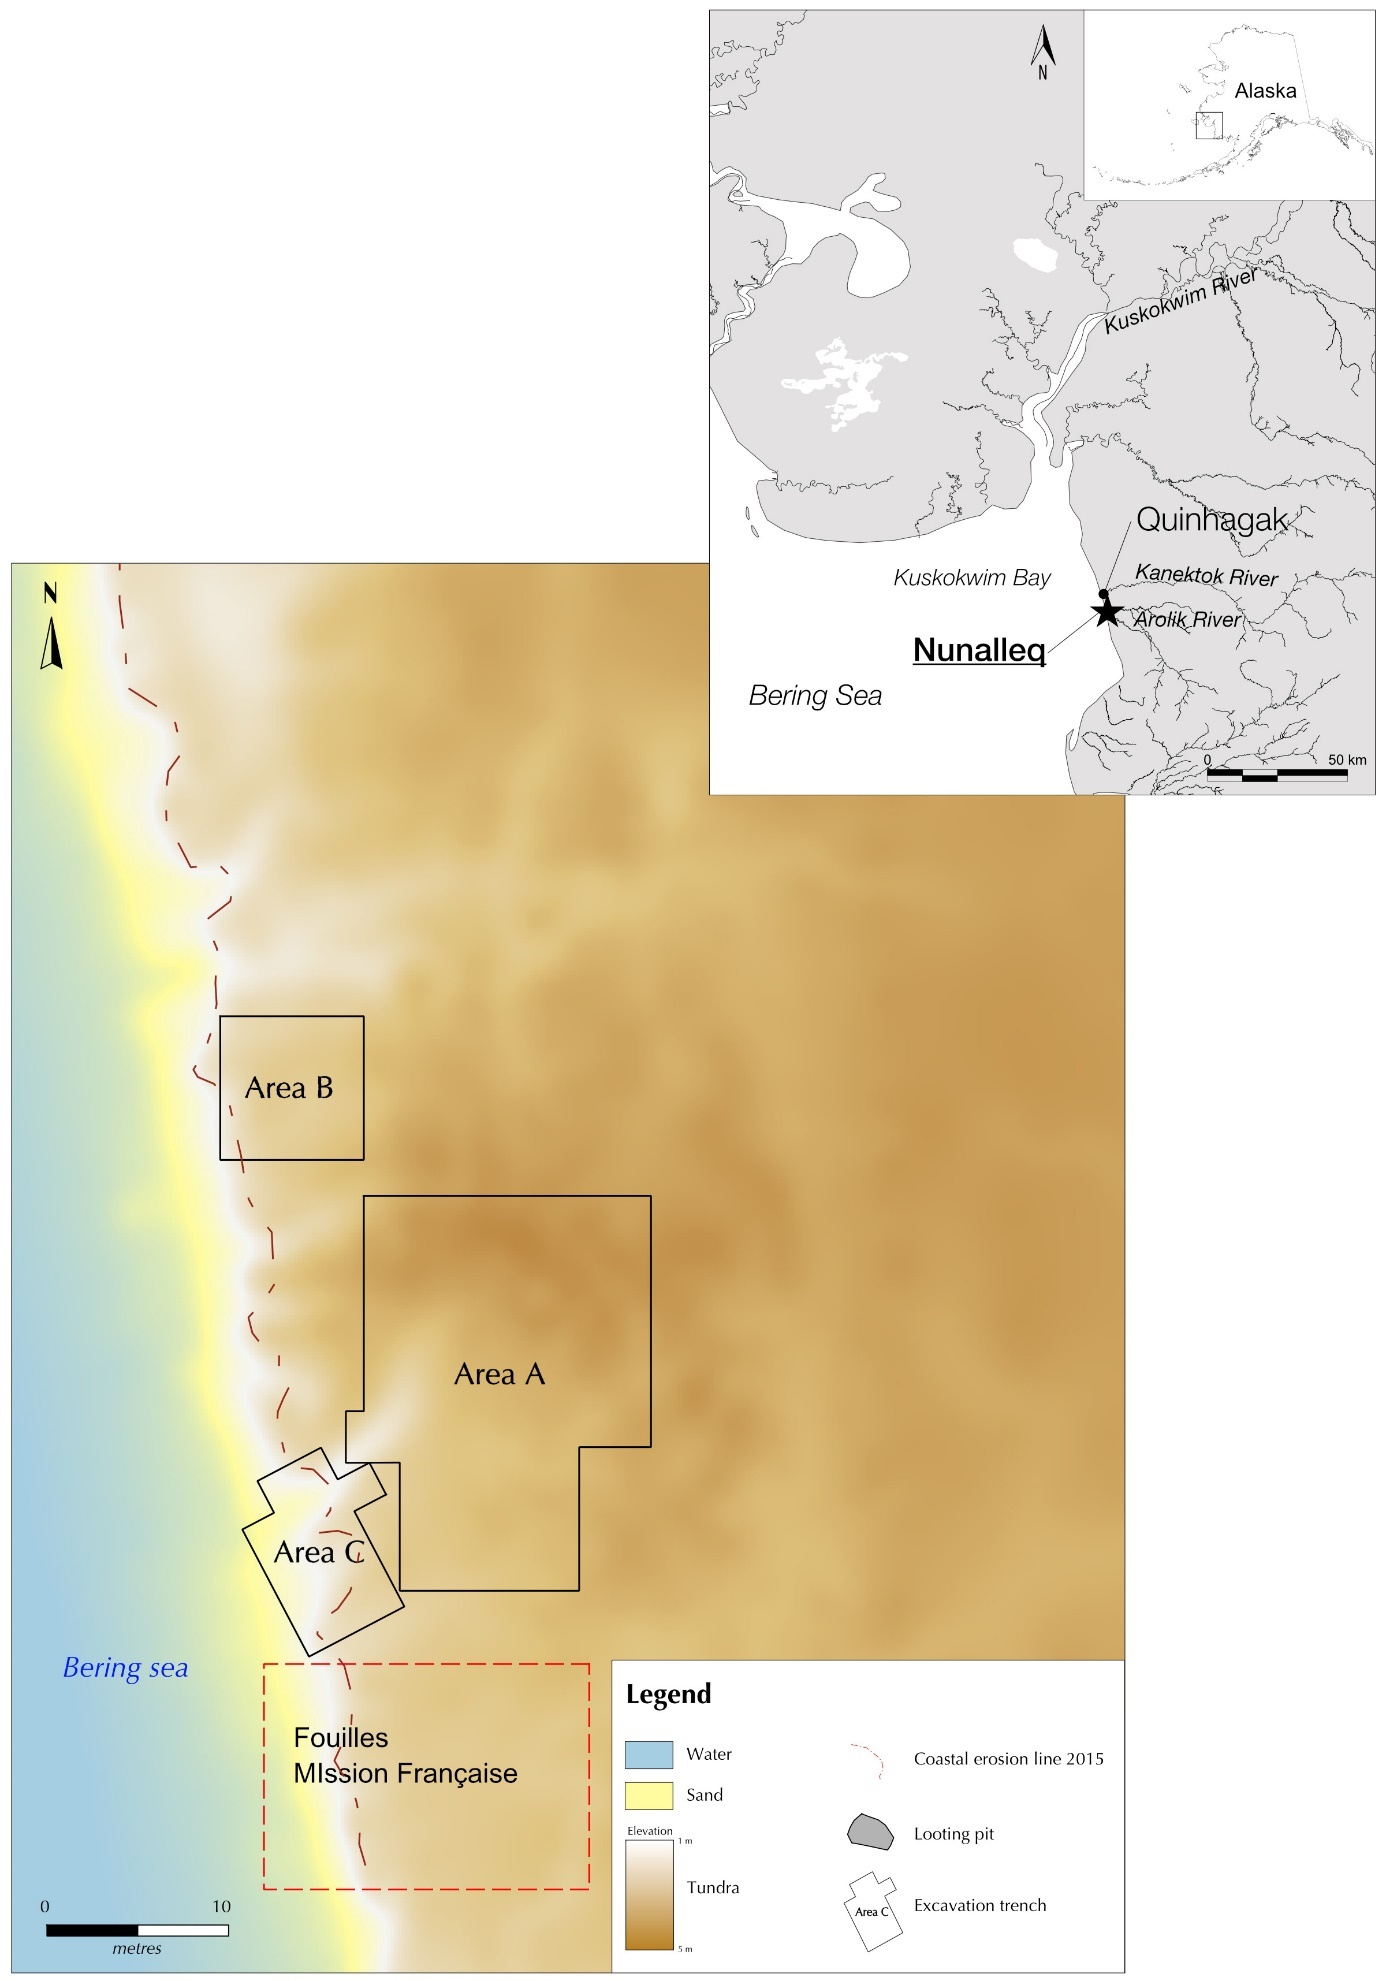 N
Alaska
Kuskokwim River
Quinhagak
Kuskokwim Bay
Kanektok River
Arolik River
Nunalleq
Bering Sea
0 50 km
N
Area B
Area A
Area C
Bering sea
Fouilles
MIssion Française
0 10
metres
Legend
Water
Sand
Elevation
1 m
Tundra
5 m
Coastal erosion line 2015
Looting pit
Area C
Excavation trench